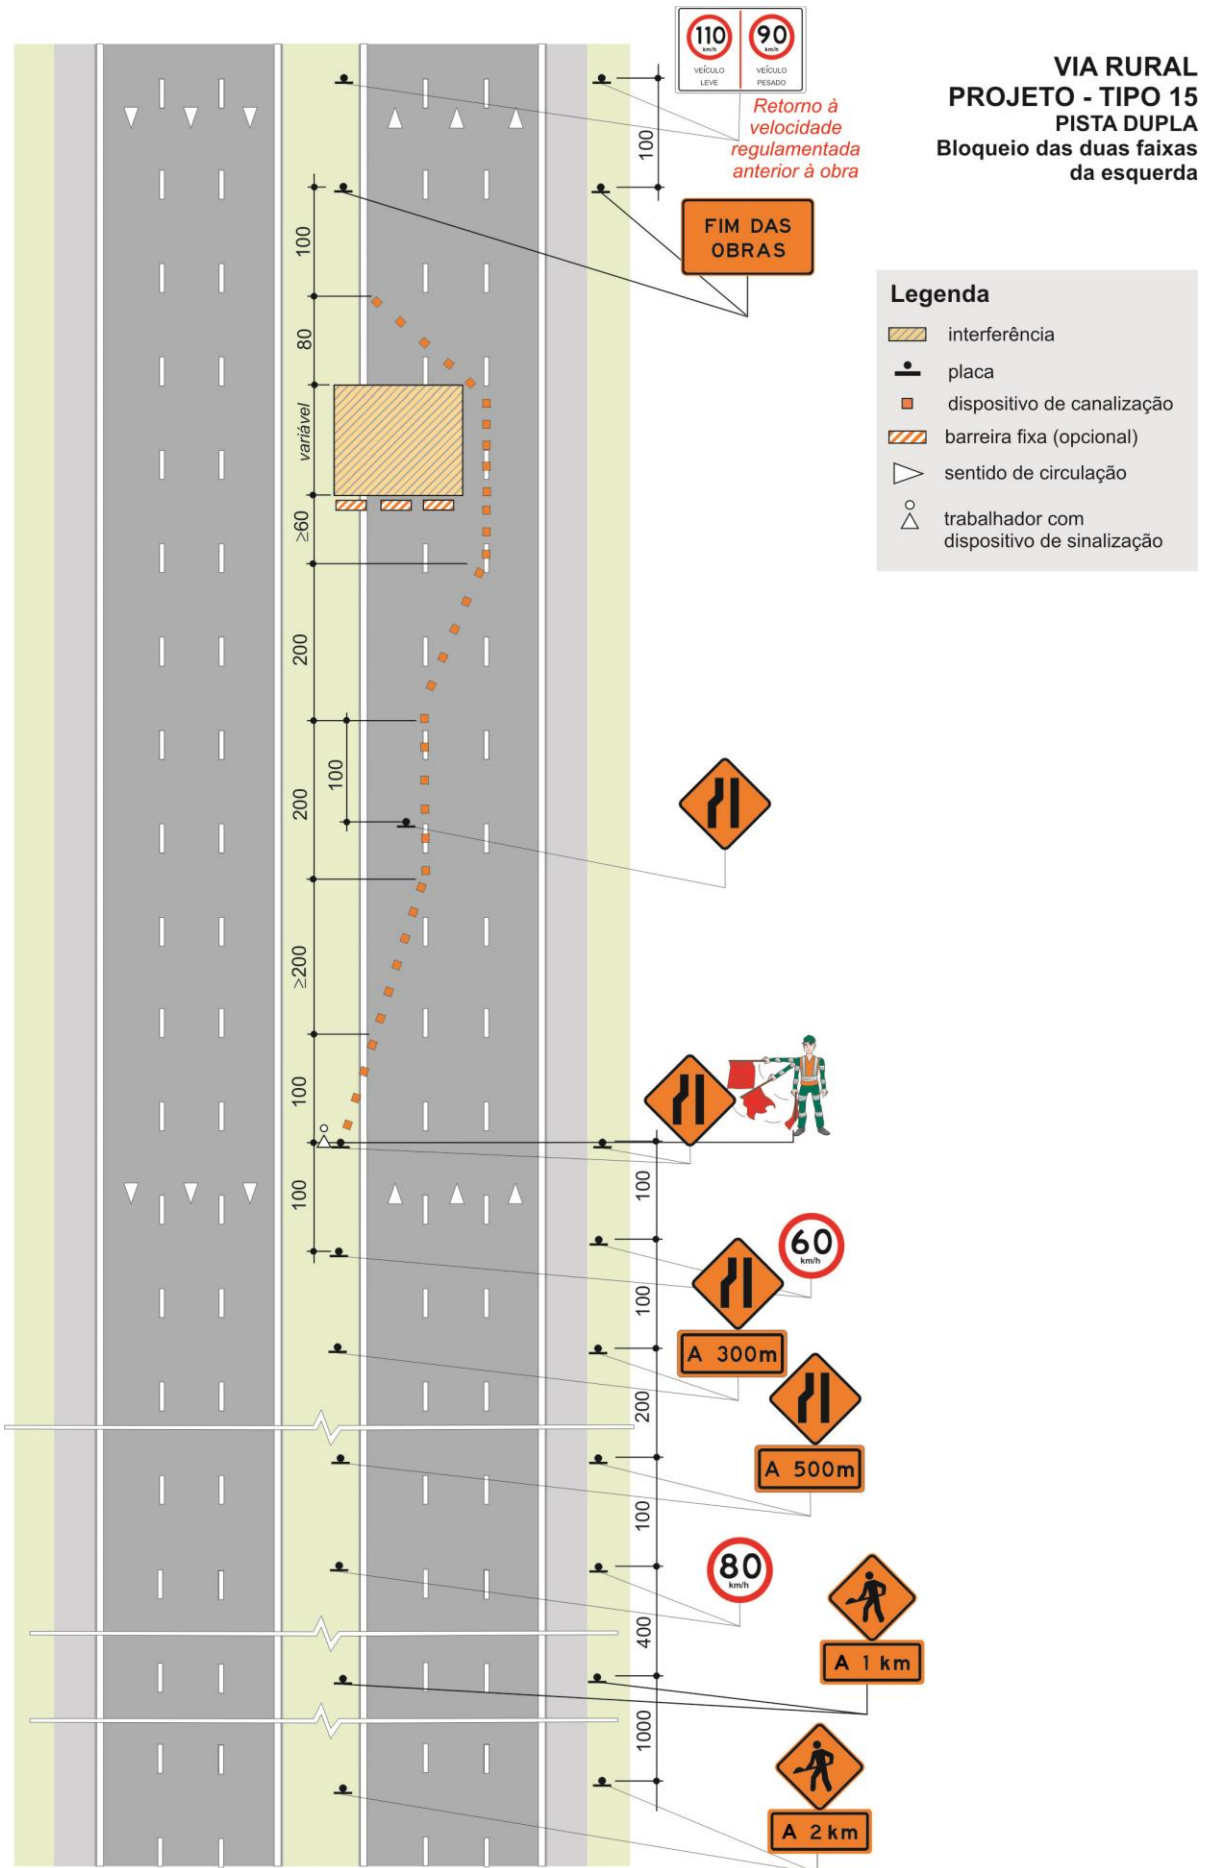 110
km/h
VEÍCULO
LEVE
90
km/h
VEÍCULO
PESADO
Retorno à
velocidade
regulamentada
anterior à obra
VIA RURAL
PROJETO - TIPO 15
PISTA DUPLA
Bloqueio das duas faixas
da esquerda
100
FIM DAS
OBRAS
Legenda
interferência
placa
dispositivo de canalização
barreira fixa (opcional)
sentido de circulação
trabalhador com
dispositivo de sinalização
100
80
variável
≥60
200
200
100
≥200
100
100
100
60
km/h
100
A 300m
200
A 500m
100
80
km/h
400
A 1 km
1000
A 2 km